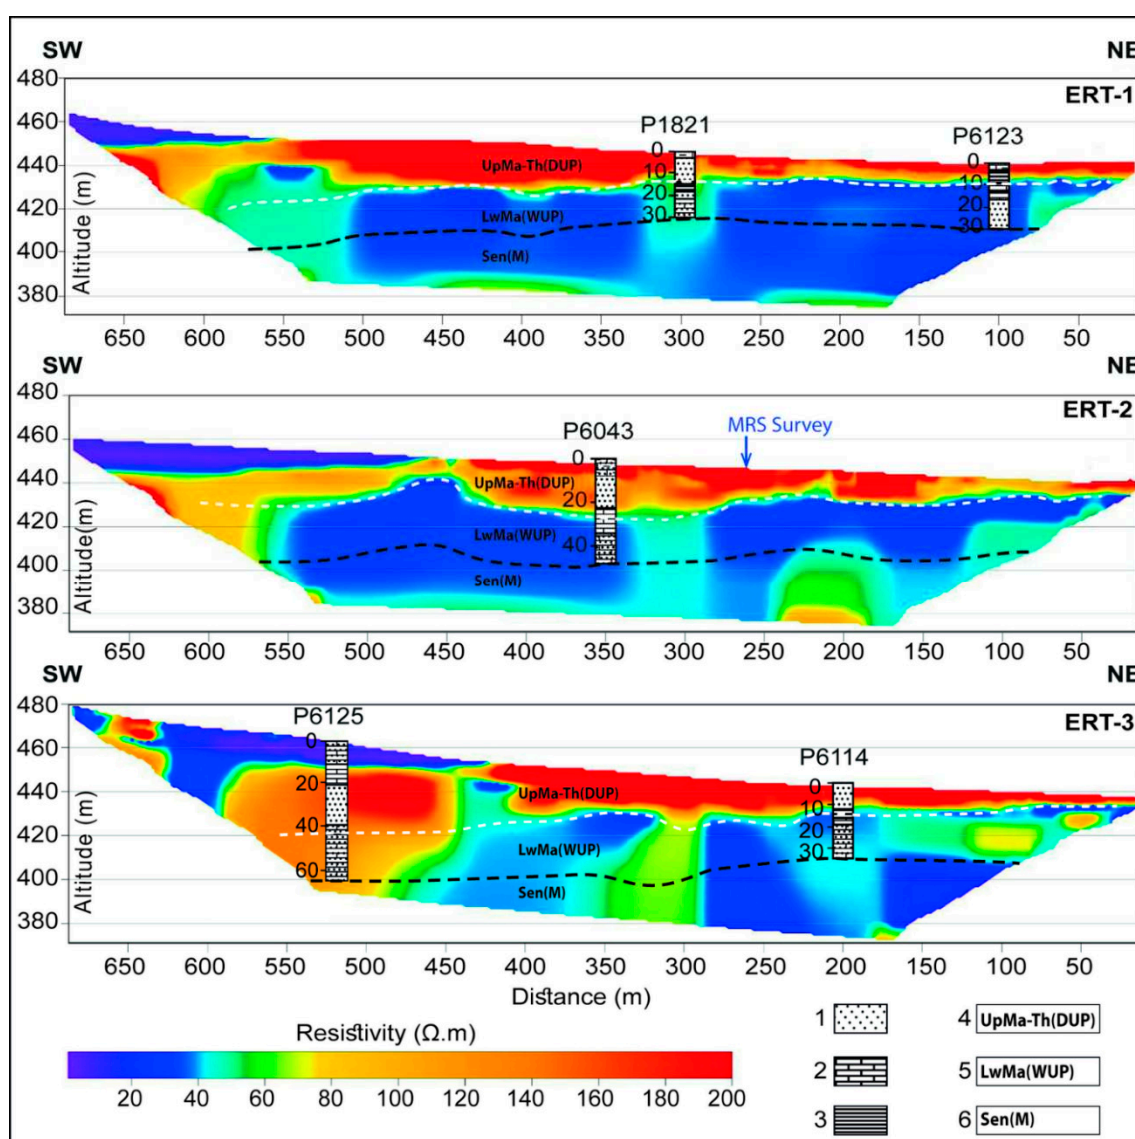 SW NE
480 ERT-1
P1821
460 P6123
0 0
UpMa-Th(DUP)
440 10 10
20 20
420 LwMa(WUP) 30 30
400 Sen(M)
380
Altitude (m)
650 600 550 500 450 400 350 300 250 200 150 100 50
SW NE
480 ERT-2
MRS Survey
P6043
460 0
UpMa-Th(DUP)
440 20
420 LwMa(WUP)
40
400 Sen(M)
380
Altitude(m)
650 600 550 500 450 400 350 300 250 200 150 100 50
SW NE
480 P6125 ERT-3
0 P6114
460
20 0
440 UpMa-Th(DUP) 10
40 20
420 LwMa(WUP) 30
60
400 Sen(M)
380
Altitude (m)
650 600 550 500 450 400 350 300 250 200 150 100 50
Distance (m)
Resistivity (Ω.m)
20 40 60 80 100 120 140 160 180 200
1 4 UpMa-Th(DUP)
2 5 LwMa(WUP)
3 6 Sen(M)